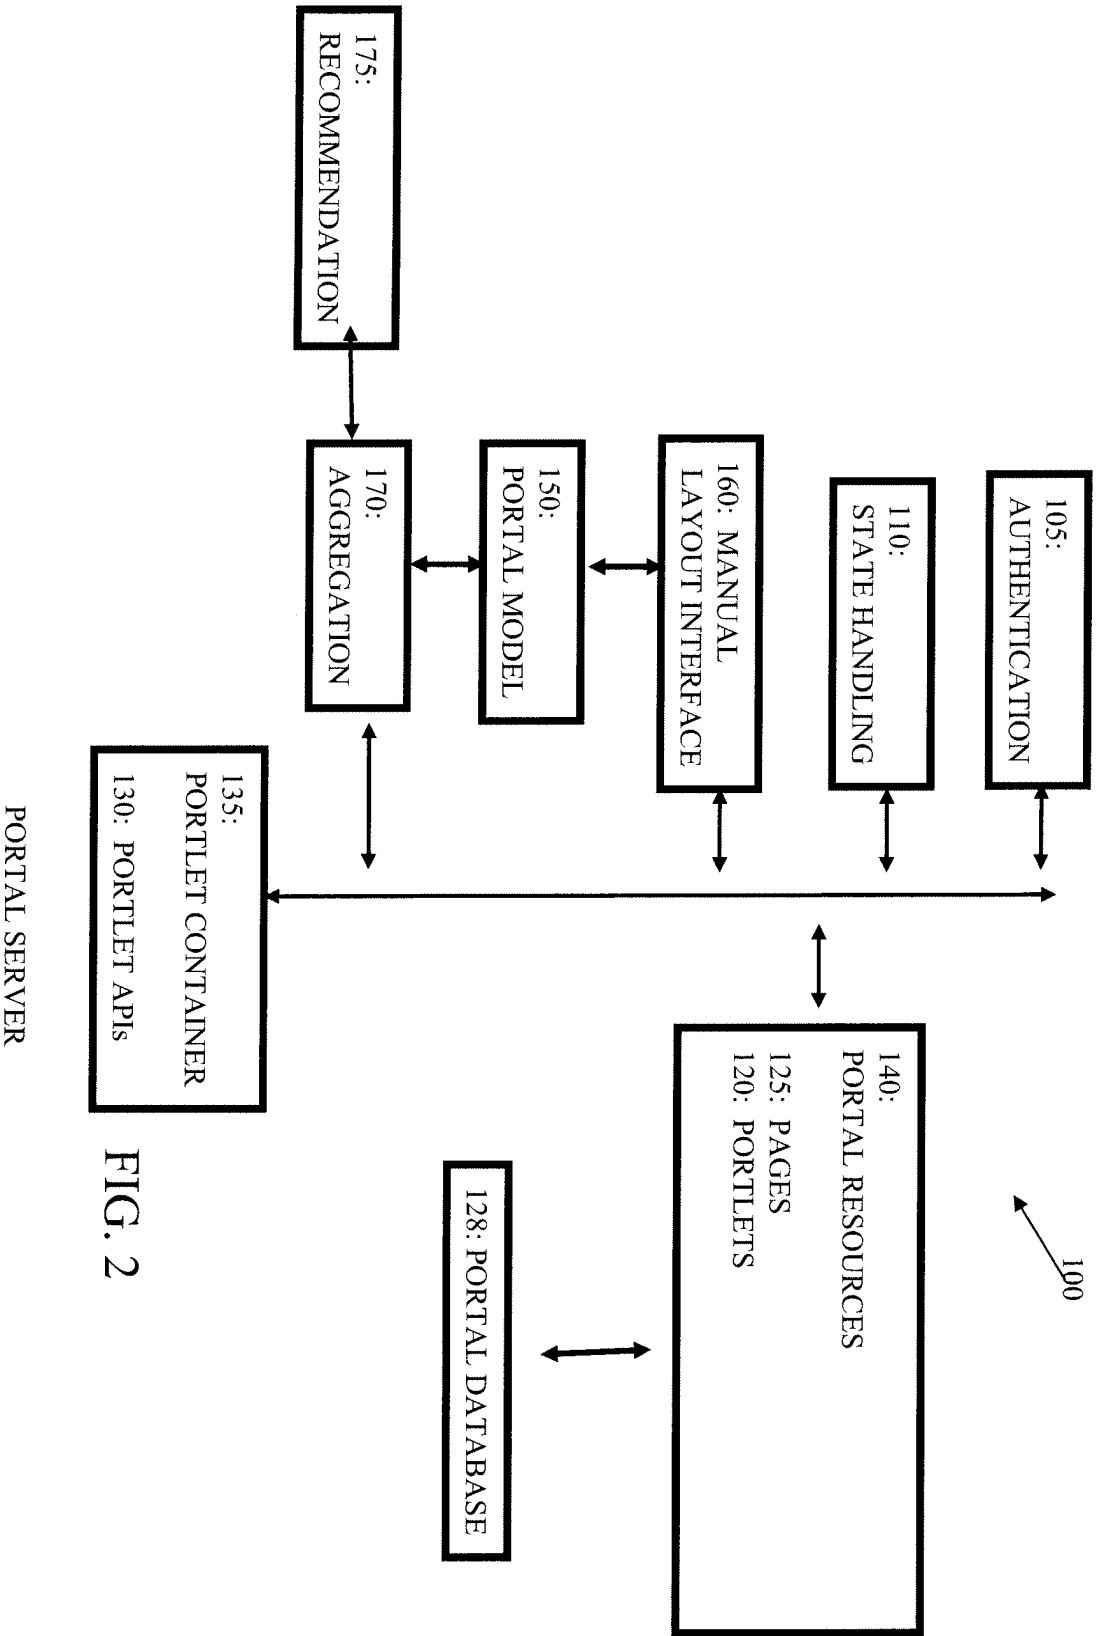 100
105:
AUTHENTICATION
110:
STATE HANDLING
160: MANUAL
LAYOUT INTERFACE
150:
PORTAL MODEL
170:
AGGREGATION
175:
RECOMMENDATION
140:
PORTAL RESOURCES
125: PAGES
120: PORTLETS
128: PORTAL DATABASE
135:
PORTLET CONTAINER
130: PORTLET APIs
FIG. 2
PORTAL SERVER